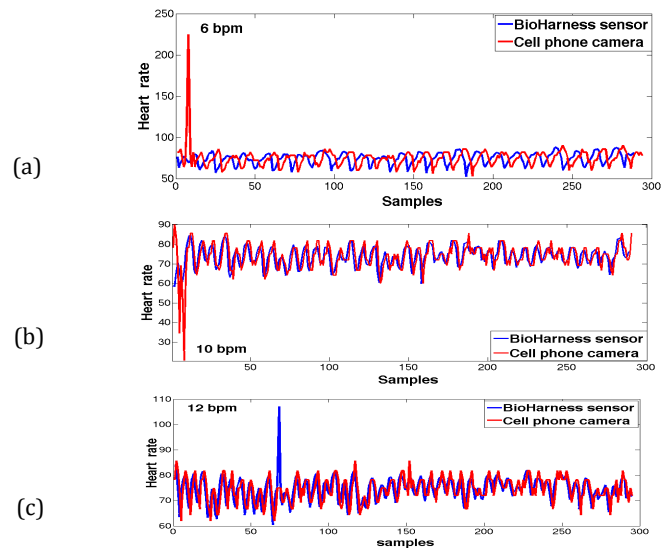 (a)
6 bpm
BioHarness sensor
Cell phone camera
Heart rate
250
200
150
100
50
0
50
100
150
200
250
300
Samples
(b)
90
80
70
60
50
40
30
Heart rate
10 bpm
BioHarness sensor
Cell phone camera
50
100
150
200
250
300
Samples
(c)
110
100
90
80
70
60
Heart rate
12 bpm
BioHarness sensor
Cell phone camera
0
50
100
150
200
250
300
samples